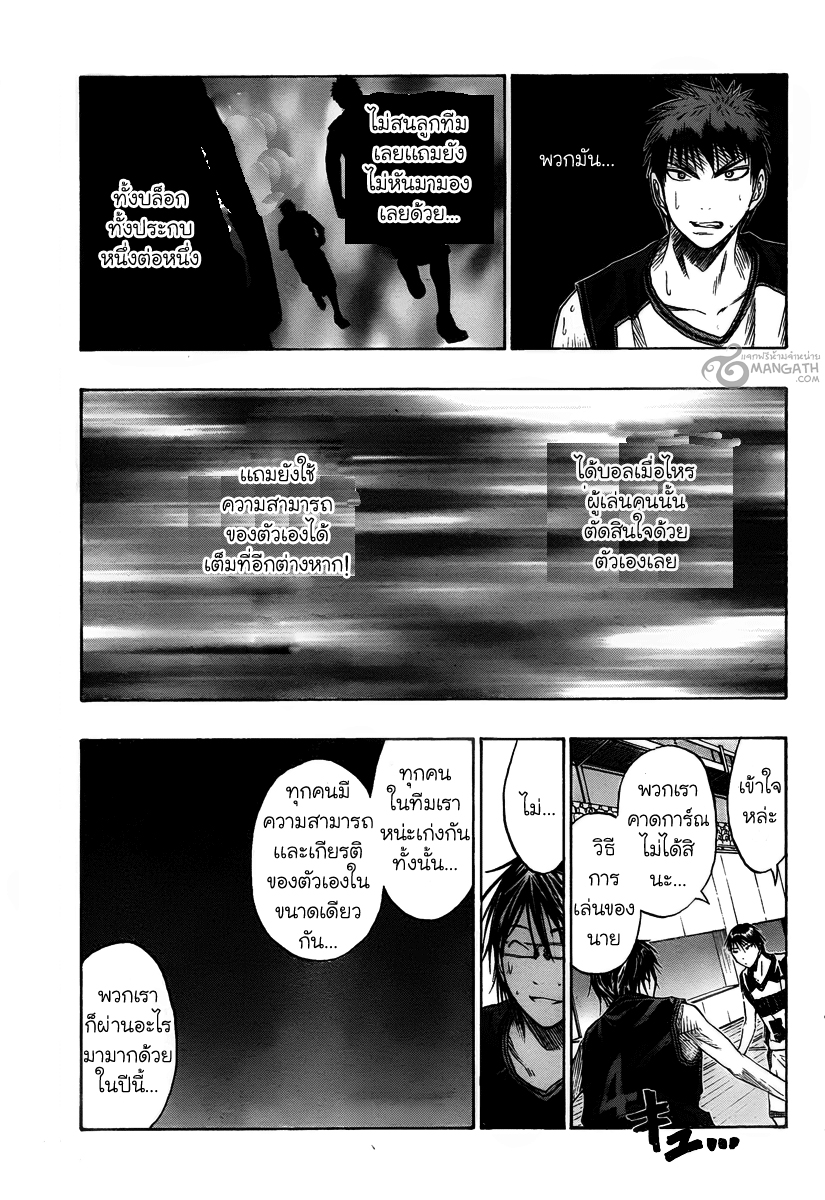 พวกมัน...
ไม่สนลูกทีม
เลยแถมยัง
ไม่หันมามอง
เลยด้วย...
ทั้งบล็อก
ทั้งประกบ
หนึ่งต่อหนึ่ง
แจกฟรีห้ามจำหน่าย
MANGATH
.COM
ได้บอลเมื่อไหร
ผู้เล่นคนนั้น
ตัดสินใจด้วย
ตัวเองเลย
แถมยังใช้
ความสามารถ
ของตัวเองได้
เต็มที่อีกต่างหาก!
เข้าใจ
หล่ะ
พวกเรา
คาดการ์ณ
ไม่ได้สิ
นะ...
วิธี
การ
เล่นของ
นาย
4
キュ...
ไม่...
ทุกคน
ในทีมเรา
หน่ะเก่งกัน
ทั้งนั้น...
ทุกคนมี
ความสามารถ
และเกียรติ
ของตัวเองใน
ขนาดเดียว
กัน...
พวกเรา
ก็ผ่านอะไร
มามากด้วย
ในปีนี้...